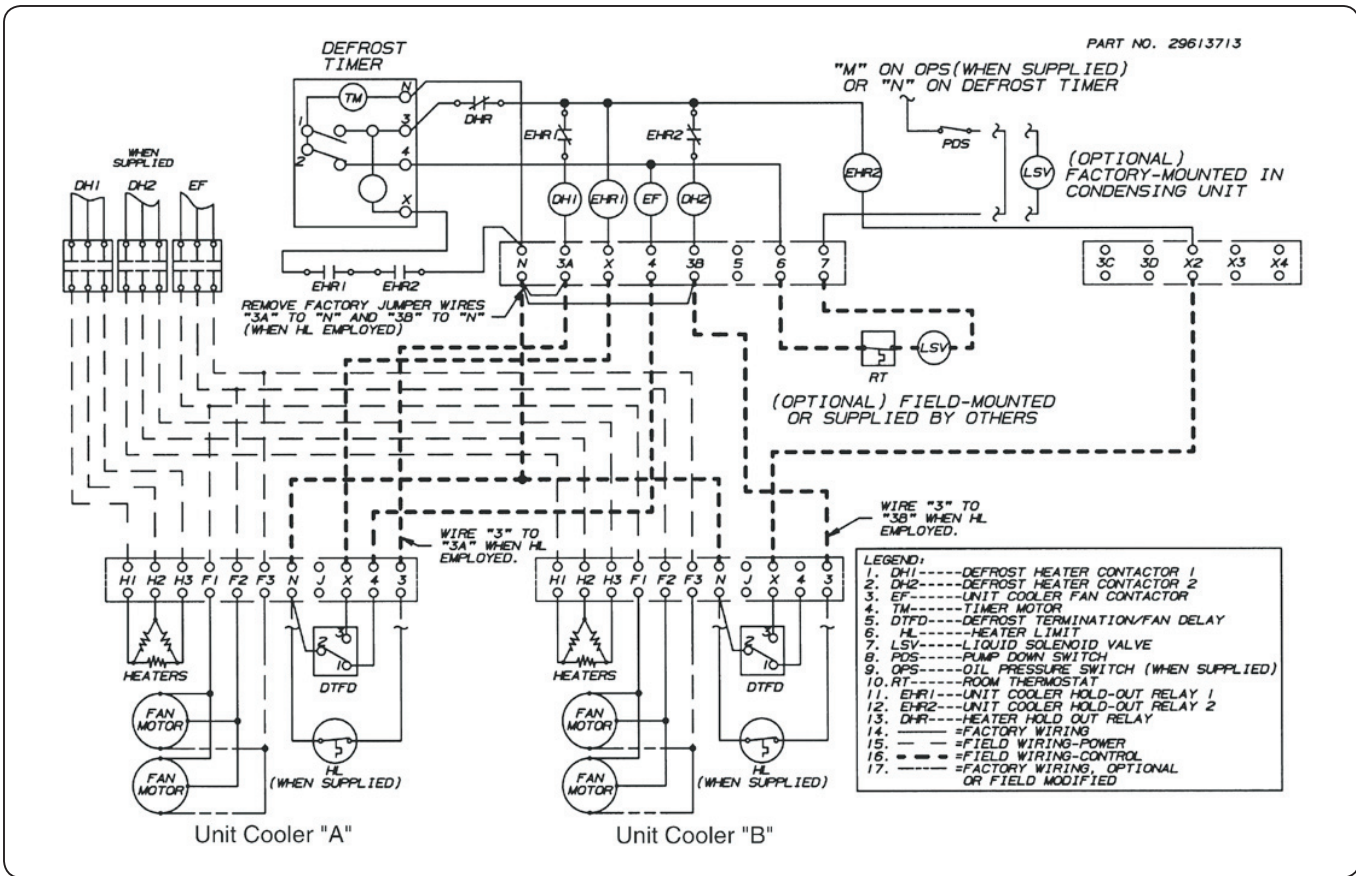 DEFROST
TIMER
PART NO. 29613713
"M" ON OPS(WHEN SUPPLIED)
OR "N" ON DEFROST TIMER
TM
N
1
3
2
4
X
DHR
EHR1
EHR2
PDS
(OPTIONAL)
FACTORY-MOUNTED IN
CONDENSING UNIT
LSV
EHR2
WHEN
SUPPLIED
DH1 DH2 EF
DH1 EHR1 EF DH2
N 3A X 4 3B 5 6 7
3C 3D X2 X3 X4
EHR1 EHR2
REMOVE FACTORY JUMPER WIRES
"3A" TO "N" AND "3B" TO "N"
(WHEN HL EMPLOYED)
RT
LSV
(OPTIONAL) FIELD-MOUNTED
OR SUPPLIED BY OTHERS
WIRE "3" TO
"3A" WHEN HL
EMPLOYED.
WIRE "3" TO
"3B" WHEN HL
EMPLOYED.
H1 H2 H3 F1 F2 F3 N J X 4 3
H1 H2 H3 F1 F2 F3 N J X 4 3
HEATERS
2 3 1
DTFD
FAN
MOTOR
FAN
MOTOR
HL
(WHEN SUPPLIED)
Unit Cooler "A"
HEATERS
2 3 1
DTFD
FAN
MOTOR
FAN
MOTOR
HL
(WHEN SUPPLIED)
Unit Cooler "B"
LEGEND:
1. DH1-----DEFROST HEATER CONTACTOR 1
2. DH2-----DEFROST HEATER CONTACTOR 2
3. EF------UNIT COOLER FAN CONTACTOR
4. TM------TIMER MOTOR
5. DTFD----DEFROST TERMINATION/FAN DELAY
6. HL------HEATER LIMIT
7. LSV-----LIQUID SOLENOID VALVE
8. PDS-----PUMP DOWN SWITCH
9. OPS-----OIL PRESSURE SWITCH (WHEN SUPPLIED)
10. RT------ROOM THERMOSTAT
11. EHR1---UNIT COOLER HOLD-OUT RELAY 1
12. EHR2---UNIT COOLER HOLD-OUT RELAY 2
13. DHR----HEATER HOLD OUT RELAY
14. =FACTORY WIRING
15. =FIELD WIRING-POWER
16. =FIELD WIRING-CONTROL
17. =FACTORY WIRING, OPTIONAL
OR FIELD MODIFIED